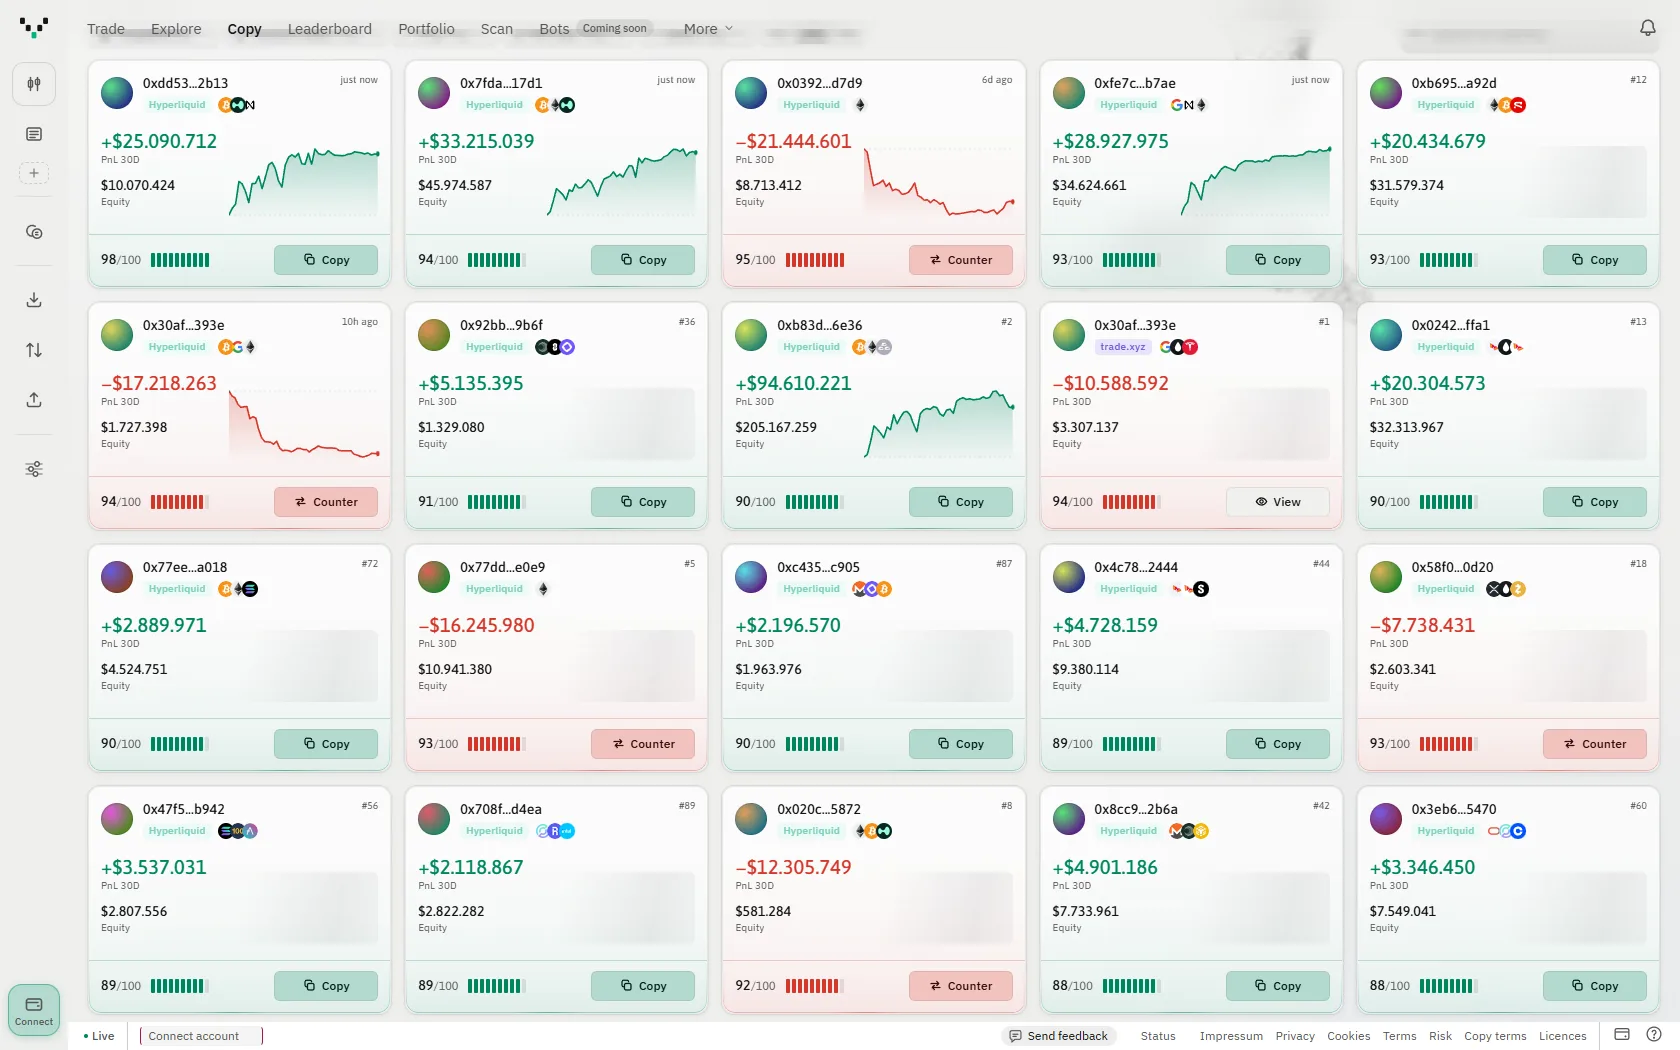 Trade Explore Copy Leaderboard Portfolio Scan Bots Coming soon More
0xdd53...2b13 just now
Hyperliquid
+$25.090.712
PnL 30D
$10.070.424
Equity
98/100 Copy
0x7fda...17d1 just now
Hyperliquid
+$33.215.039
PnL 30D
$45.974.587
Equity
94/100 Copy
0x0392...d7d9 6d ago
Hyperliquid
−$21.444.601
PnL 30D
$8.713.412
Equity
95/100 Counter
0xfe7c...b7ae just now
Hyperliquid
+$28.927.975
PnL 30D
$34.624.661
Equity
93/100 Copy
0xb695...a92d #12
Hyperliquid
+$20.434.679
PnL 30D
$31.579.374
Equity
93/100 Copy
0x30af...393e 10h ago
Hyperliquid
−$17.218.263
PnL 30D
$1.727.398
Equity
94/100 Counter
0x92bb...9b6f #36
Hyperliquid
+$5.135.395
PnL 30D
$1.329.080
Equity
91/100 Copy
0xb83d...6e36 #2
Hyperliquid
+$94.610.221
PnL 30D
$205.167.259
Equity
90/100 Copy
0x30af...393e #1
trade.xyz
−$10.588.592
PnL 30D
$3.307.137
Equity
94/100 View
0x0242...ffa1 #13
Hyperliquid
+$20.304.573
PnL 30D
$32.313.967
Equity
90/100 Copy
0x77ee...a018 #72
Hyperliquid
+$2.889.971
PnL 30D
$4.524.751
Equity
90/100 Copy
0x77dd...e0e9 #5
Hyperliquid
−$16.245.980
PnL 30D
$10.941.380
Equity
93/100 Counter
0xc435...c905 #87
Hyperliquid
+$2.196.570
PnL 30D
$1.963.976
Equity
90/100 Copy
0x4c78...2444 #44
Hyperliquid
+$4.728.159
PnL 30D
$9.380.114
Equity
89/100 Copy
0x58f0...0d20 #18
Hyperliquid
−$7.738.431
PnL 30D
$2.603.341
Equity
93/100 Counter
0x47f5...b942 #56
Hyperliquid
+$3.537.031
PnL 30D
$2.807.556
Equity
89/100 Copy
0x708f...d4ea #89
Hyperliquid
+$2.118.867
PnL 30D
$2.822.282
Equity
89/100 Copy
0x020c...5872 #8
Hyperliquid
−$12.305.749
PnL 30D
$581.284
Equity
92/100 Counter
0x8cc9...2b6a #42
Hyperliquid
+$4.901.186
PnL 30D
$7.733.961
Equity
88/100 Copy
0x3eb6...5470 #60
Hyperliquid
+$3.346.450
PnL 30D
$7.549.041
Equity
88/100 Copy
Connect
Live Connect account Send feedback Status Impressum Privacy Cookies Terms Risk Copy terms Licences